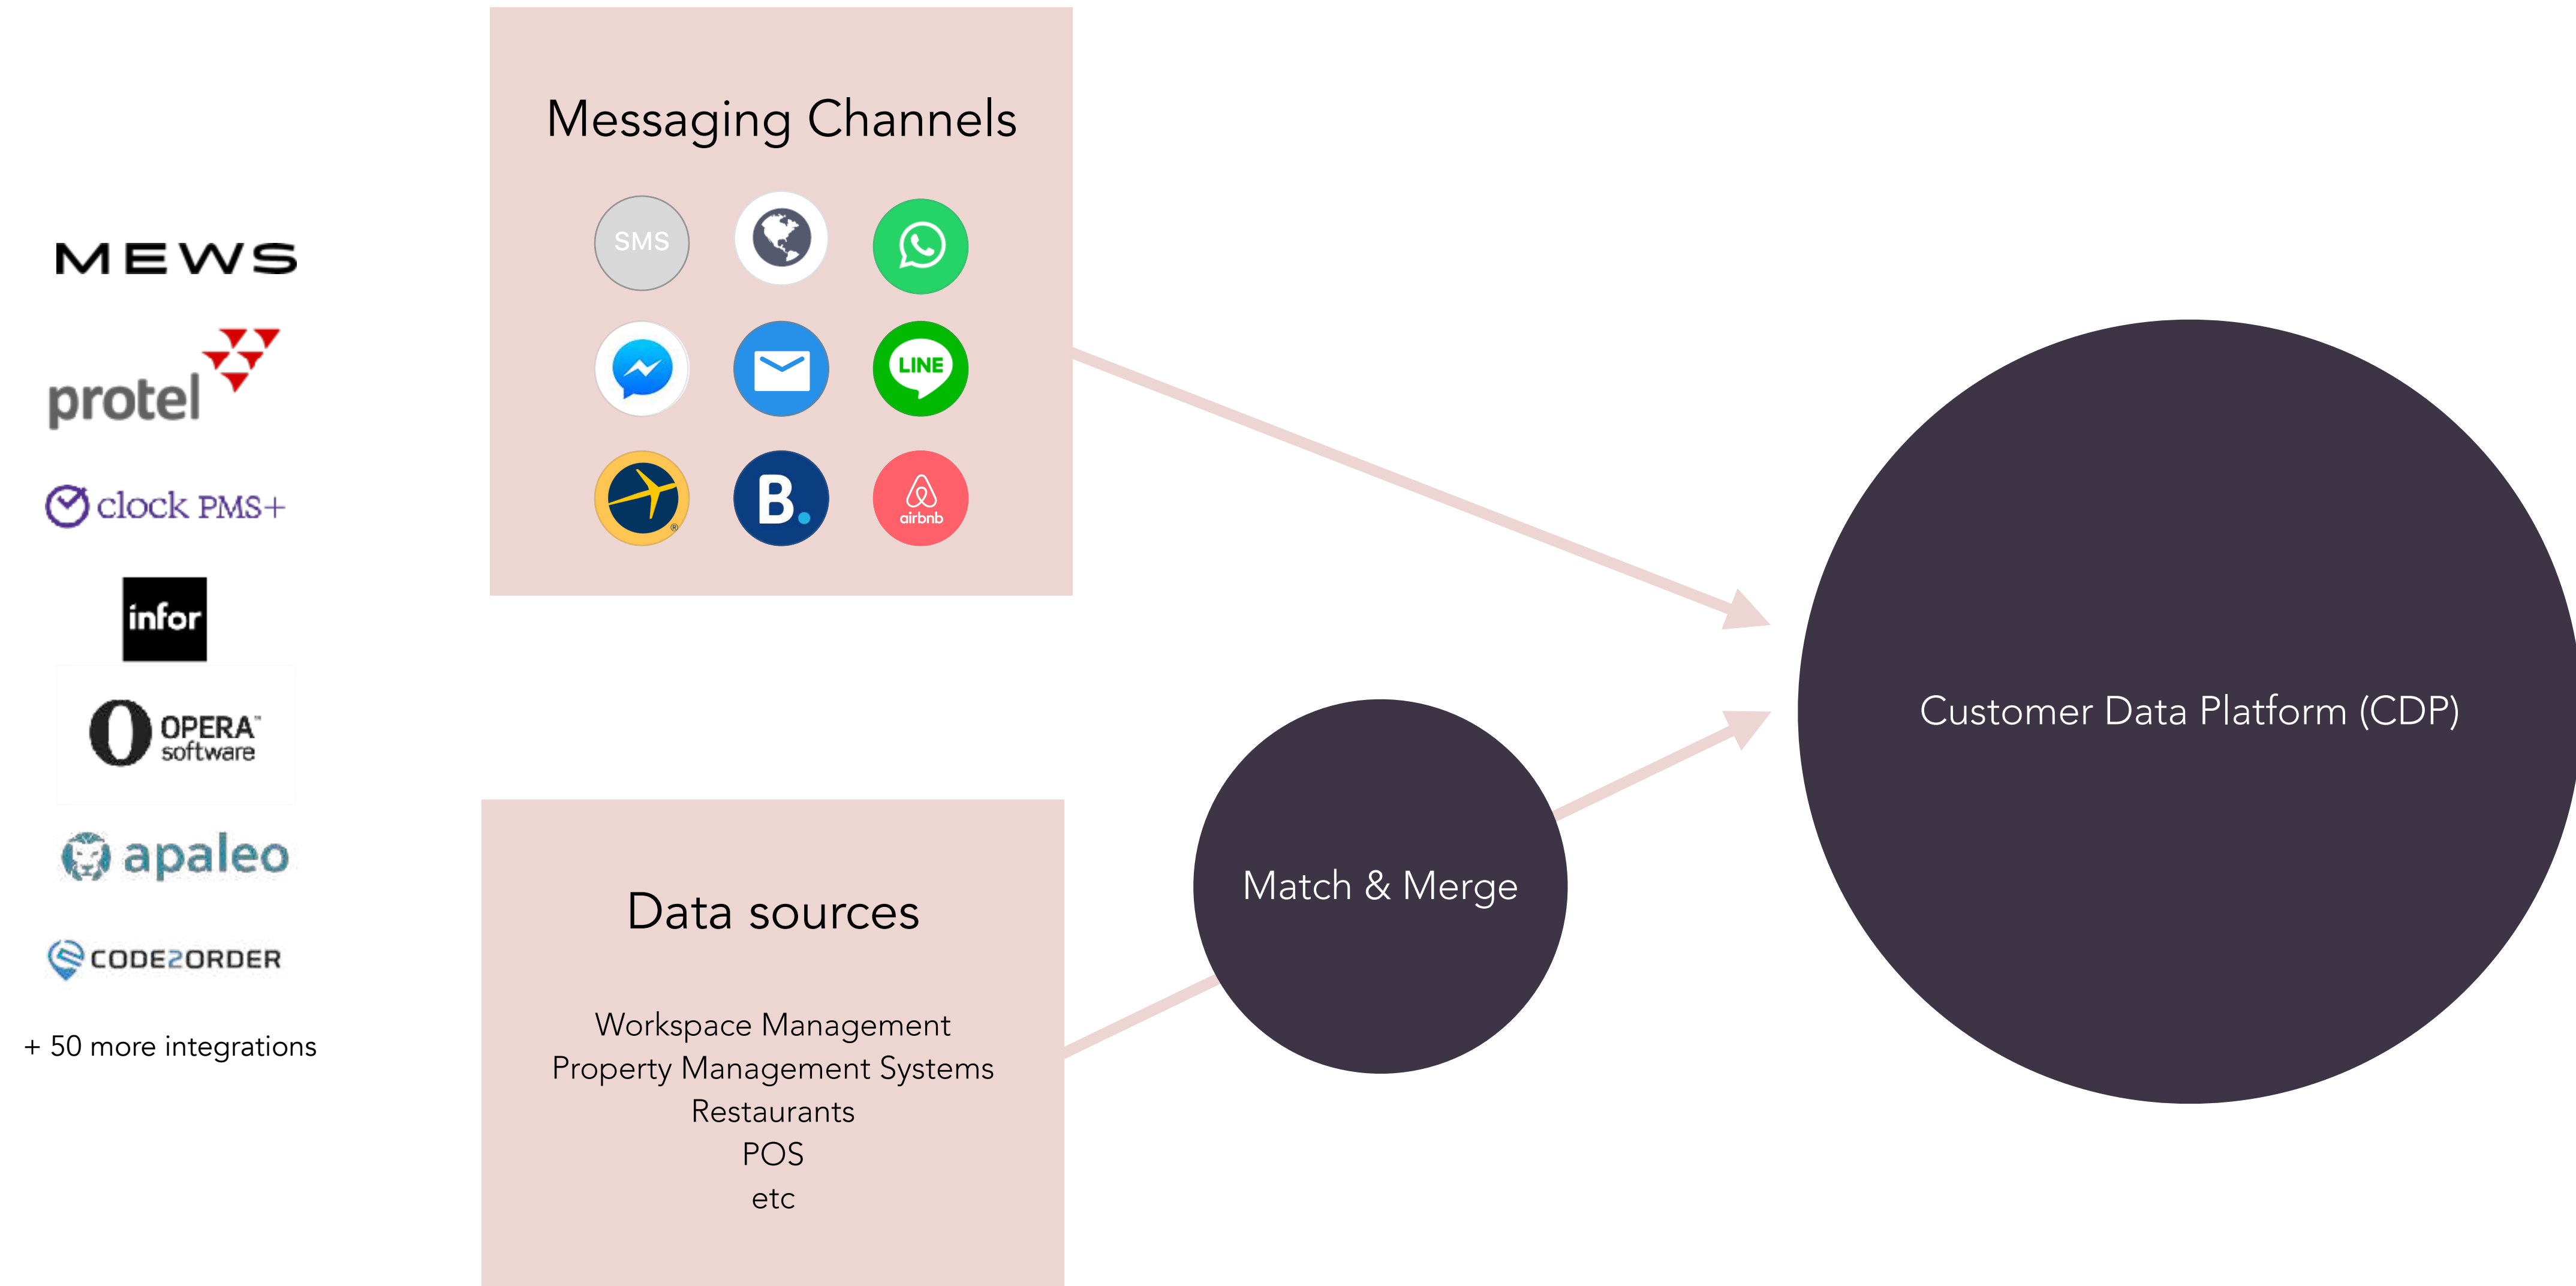 MEWS
protel
clock PMS+
infor
OPERA™
software
apaleo
CODE2ORDER
+ 50 more integrations
Messaging Channels
SMS
LINE
®
B.
airbnb
Data sources
Workspace Management
Property Management Systems
Restaurants
POS
etc
Match & Merge
Customer Data Platform (CDP)